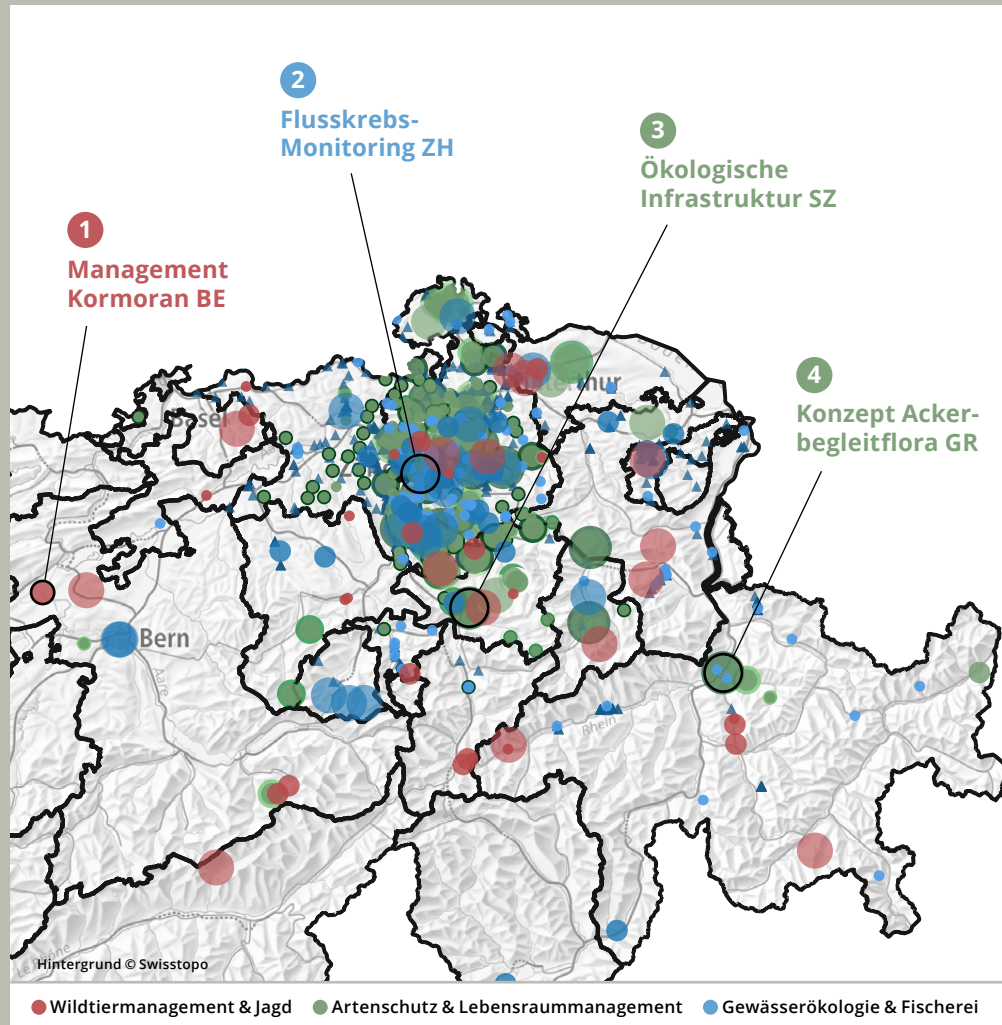 2
Flusskrebs-
Monitoring ZH
3
Ökologische
Infrastruktur SZ
1
Management
Kormoran BE
4
Konzept Acker-
begleitflora GR
Basel
Bern
Aare
Rhein
Hintergrund © Swisstopo
Wildtiermanagement & Jagd
Artenschutz & Lebensraummanagement
Gewässerökologie & Fischerei